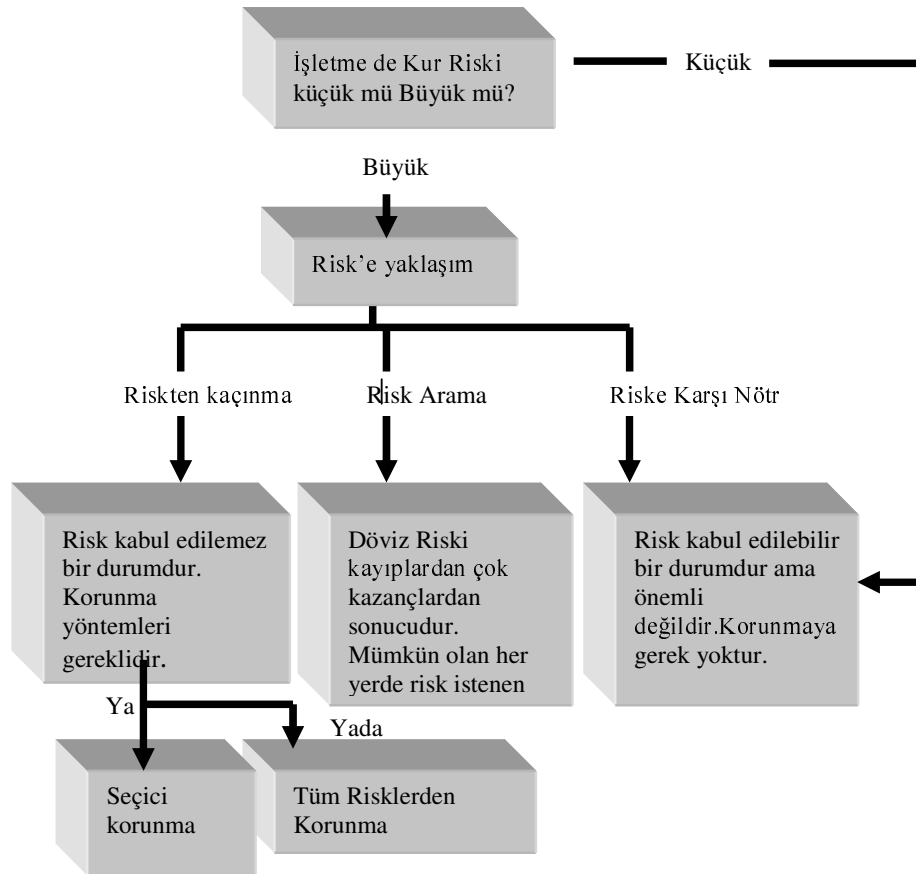 İşletme de Kur Riski
küçük mü Büyük mü?
Küçük
Büyük
Risk'e yaklaşım
Riskten kaçınma
Risk Arama
Riske Karşı Nötr
Risk kabul edilemez
bir durumdur.
Korunma
yöntemleri
gereklidir.
Döviz Riski
kayıplardan çok
kazançlardan
sonucudur.
Mümkün olan her
yerde risk istenen
Risk kabul edilebilir
bir durumdur ama
önemli
değildir.Korunmaya
gerek yoktur.
Ya
Yada
Seçici
korunma
Tüm Risklerden
Korunma